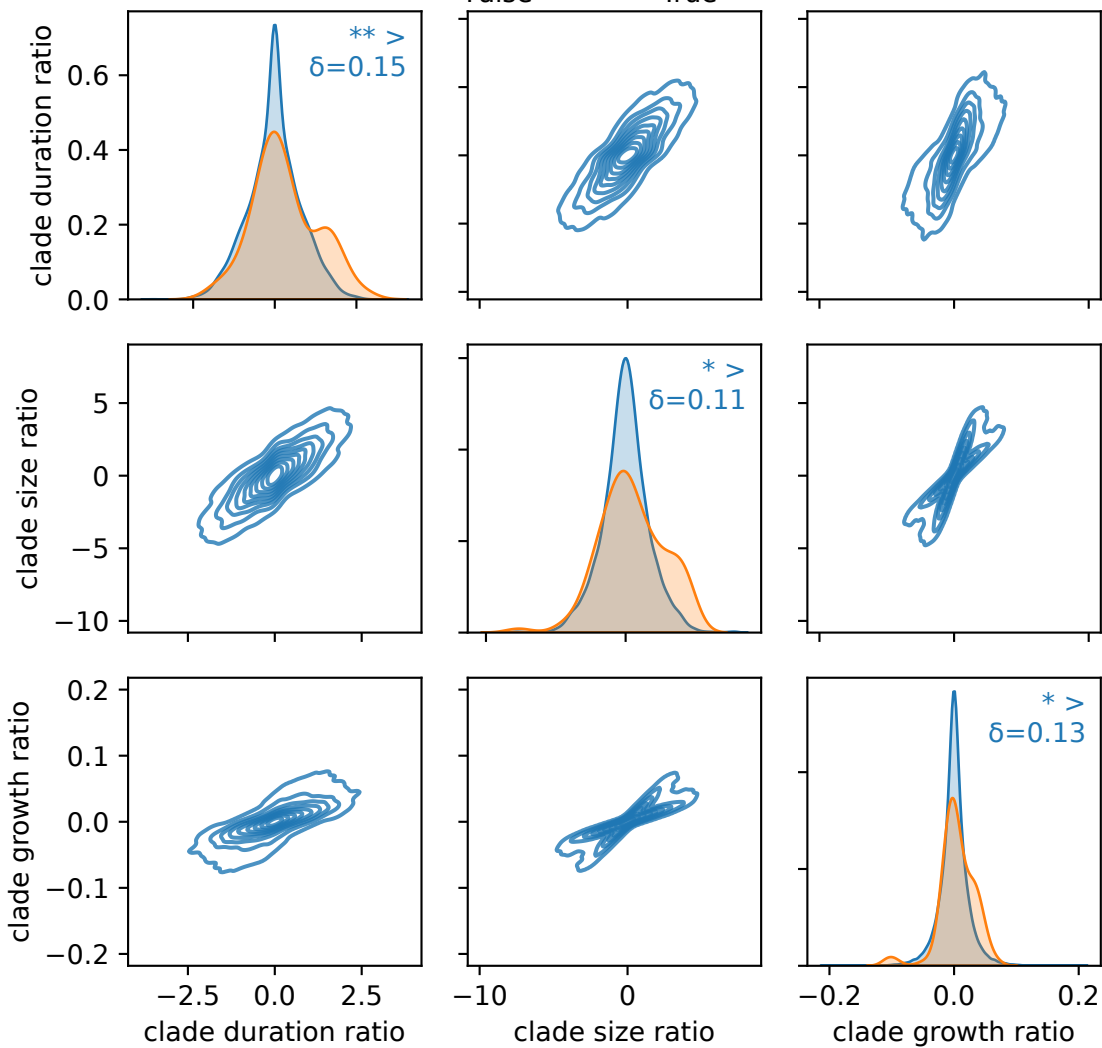 False True
clade duration ratio
0.6
0.4
0.2
0.0
** >
δ=0.15
clade size ratio
5
0
−5
−10
* >
δ=0.11
clade growth ratio
0.2
0.1
0.0
−0.1
−0.2
* >
δ=0.13
−2.5 0.0 2.5
−10 0
−0.2 0.0 0.2
clade duration ratio
clade size ratio
clade growth ratio